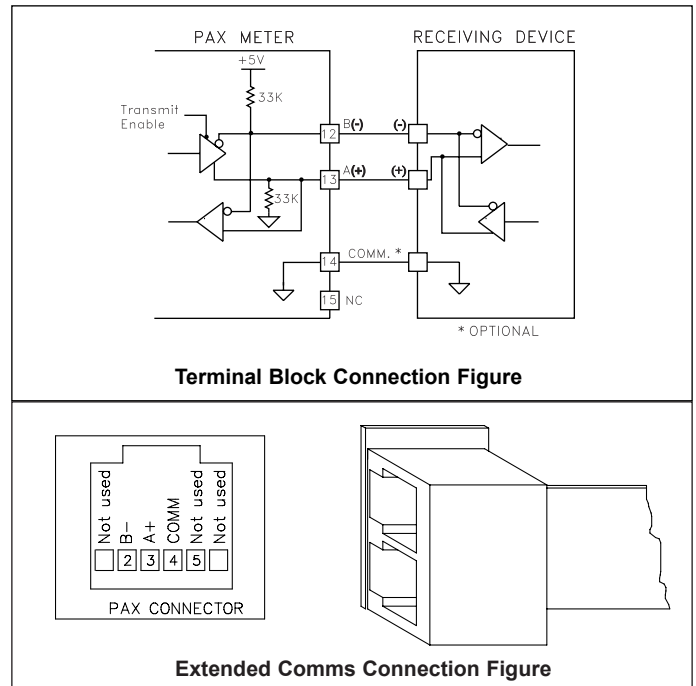 PAX METER
RECEIVING DEVICE
+5V
33K
Transmit
Enable
12
B(-)
(-)
13
A(+)
(+)
33K
14
COMM. *
15
NC
* OPTIONAL
Terminal Block Connection Figure
Not used
B-
A+
COMM
Not used
Not used
2
3
4
5
PAX CONNECTOR
Extended Comms Connection Figure